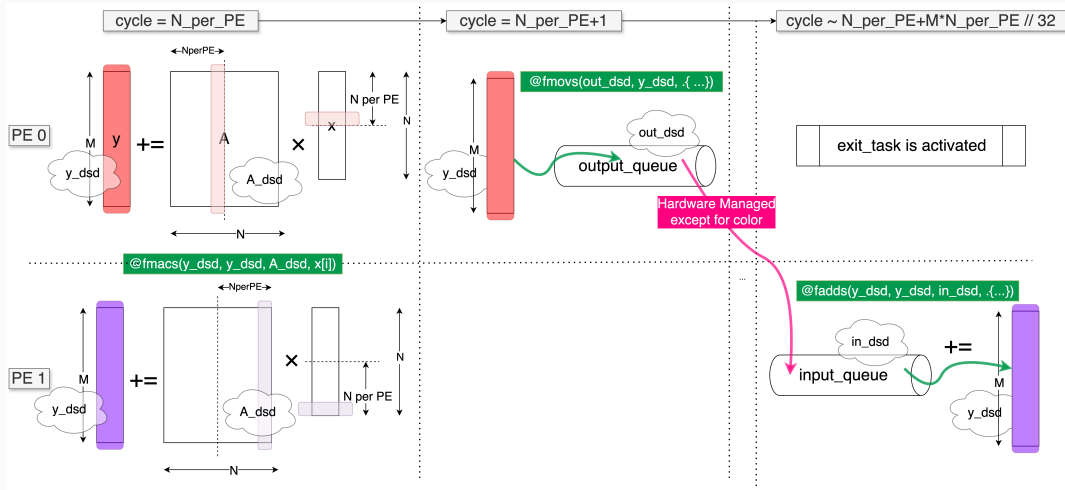 cycle = N_per_PE
cycle = N_per_PE+1
cycle ~ N_per_PE+M*N_per_PE // 32
NperPE
PE 0
M
y
+=
A
×
x
N per PE
N
y_dsd
A_dsd
N
@fmovs(out_dsd, y_dsd, .{ ...})
M
y_dsd
out_dsd
output_queue
exit_task is activated
Hardware Managed
except for color
@fmacs(y_dsd, y_dsd, A_dsd, x[i])
NperPE
...
@fadds(y_dsd, y_dsd, in_dsd, .{...})
PE 1
M
+=
×
N per PE
N
y_dsd
A_dsd
N
in_dsd
input_queue
+=
M
y_dsd